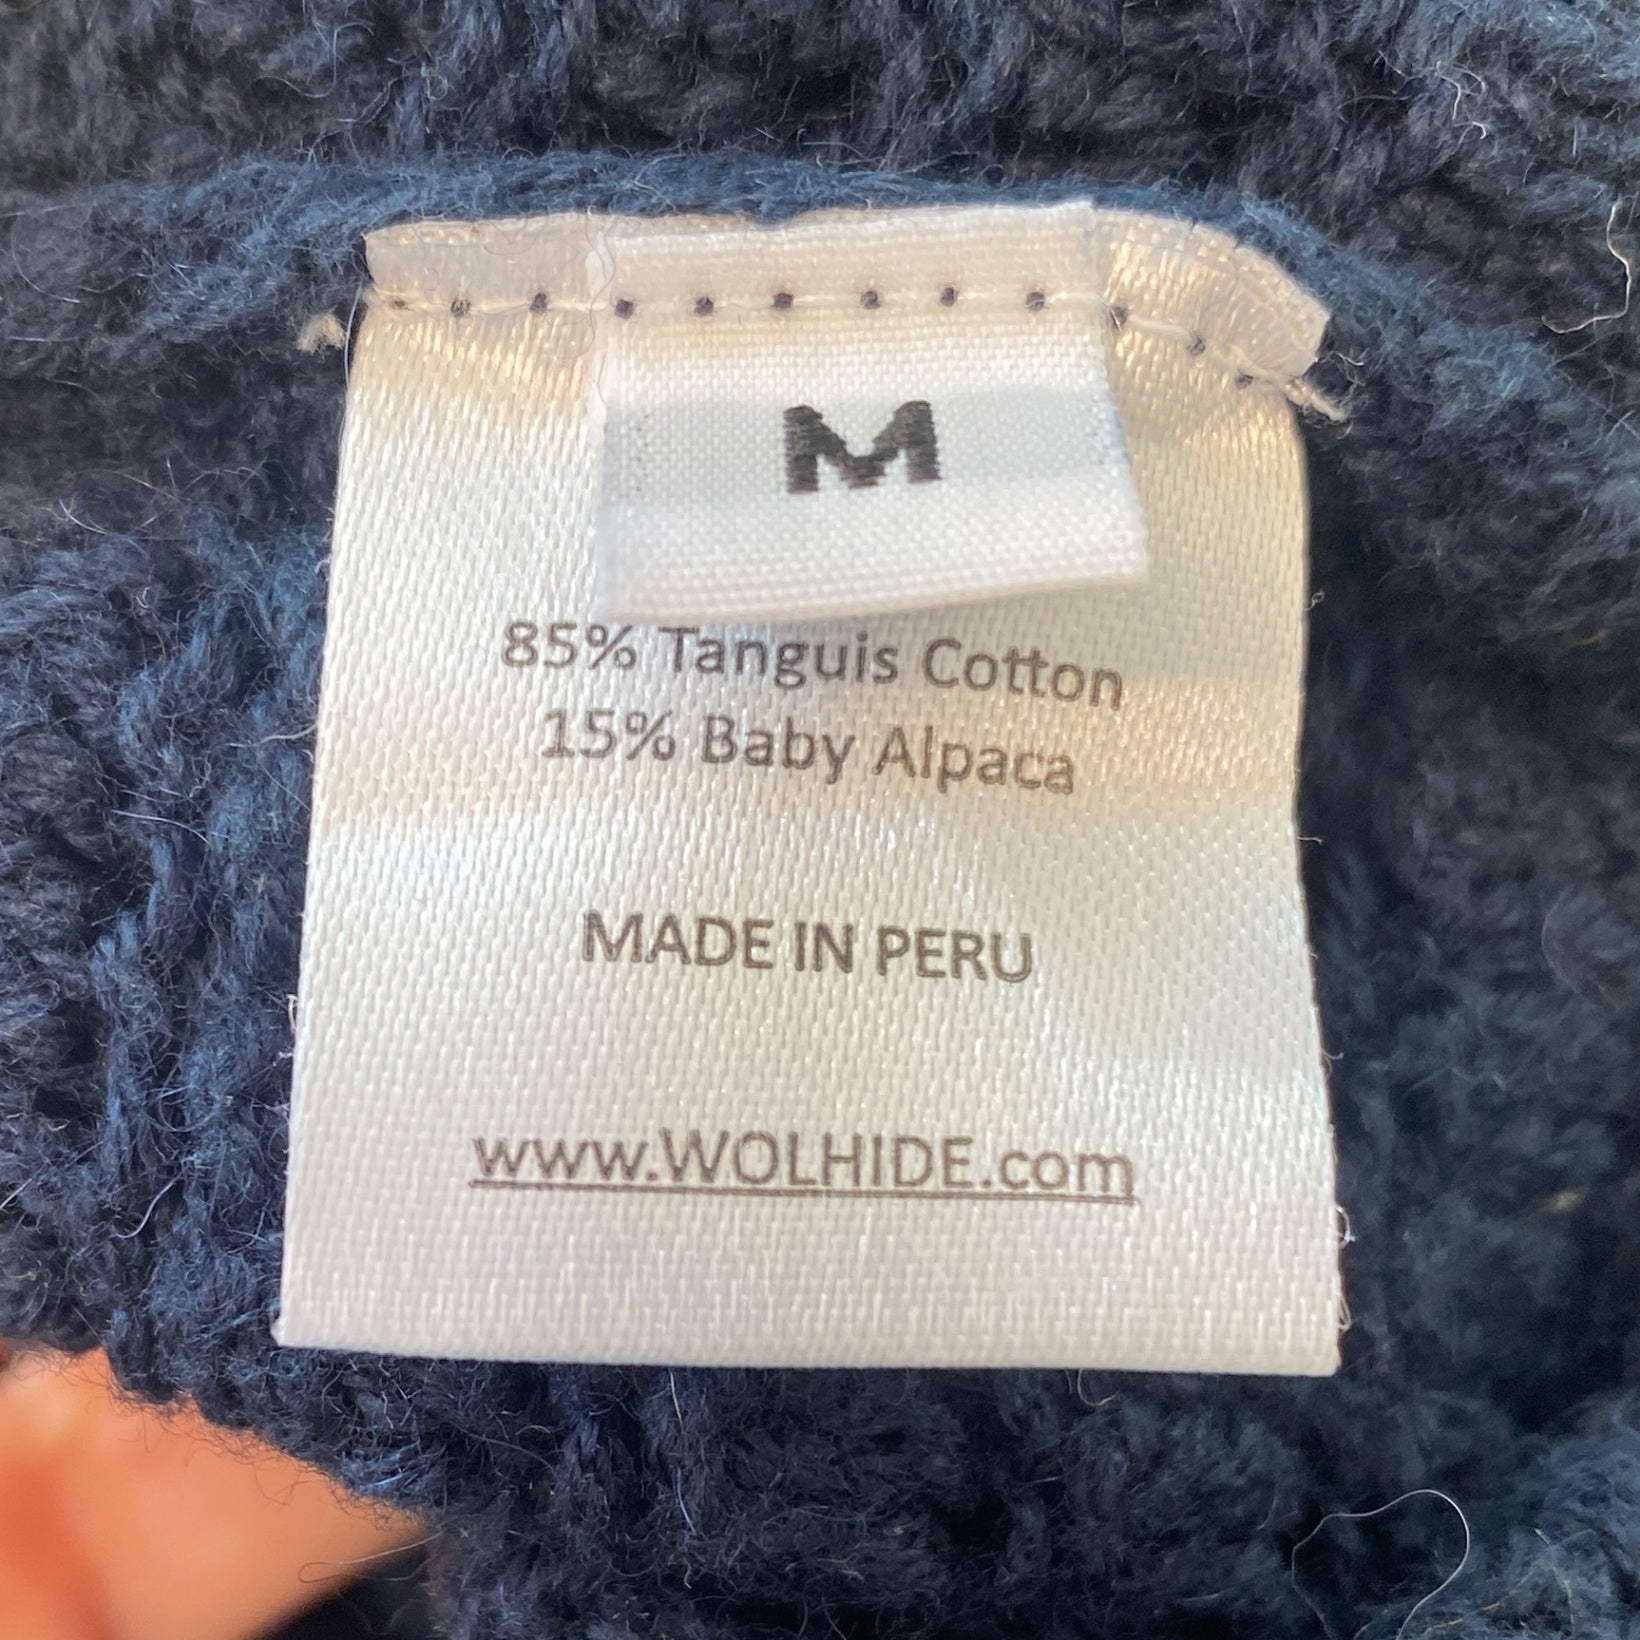 M
85% Tanguis Cotton
15% Baby Alpaca
MADE IN PERU
www.WOLHIDE.com